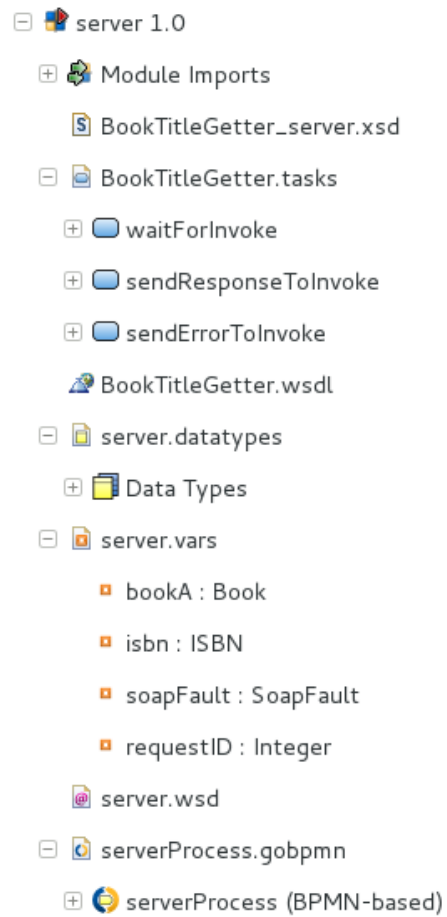 server 1.0
Module Imports
BookTitleGetter_server.xsd
BookTitleGetter.tasks
waitForInvoke
sendResponseToInvoke
sendErrorToInvoke
BookTitleGetter.wsdl
server.datatypes
Data Types
server.vars
bookA : Book
isbn : ISBN
soapFault : SoapFault
requestID : Integer
server.wsd
serverProcess.gobpmn
serverProcess (BPMN-based)